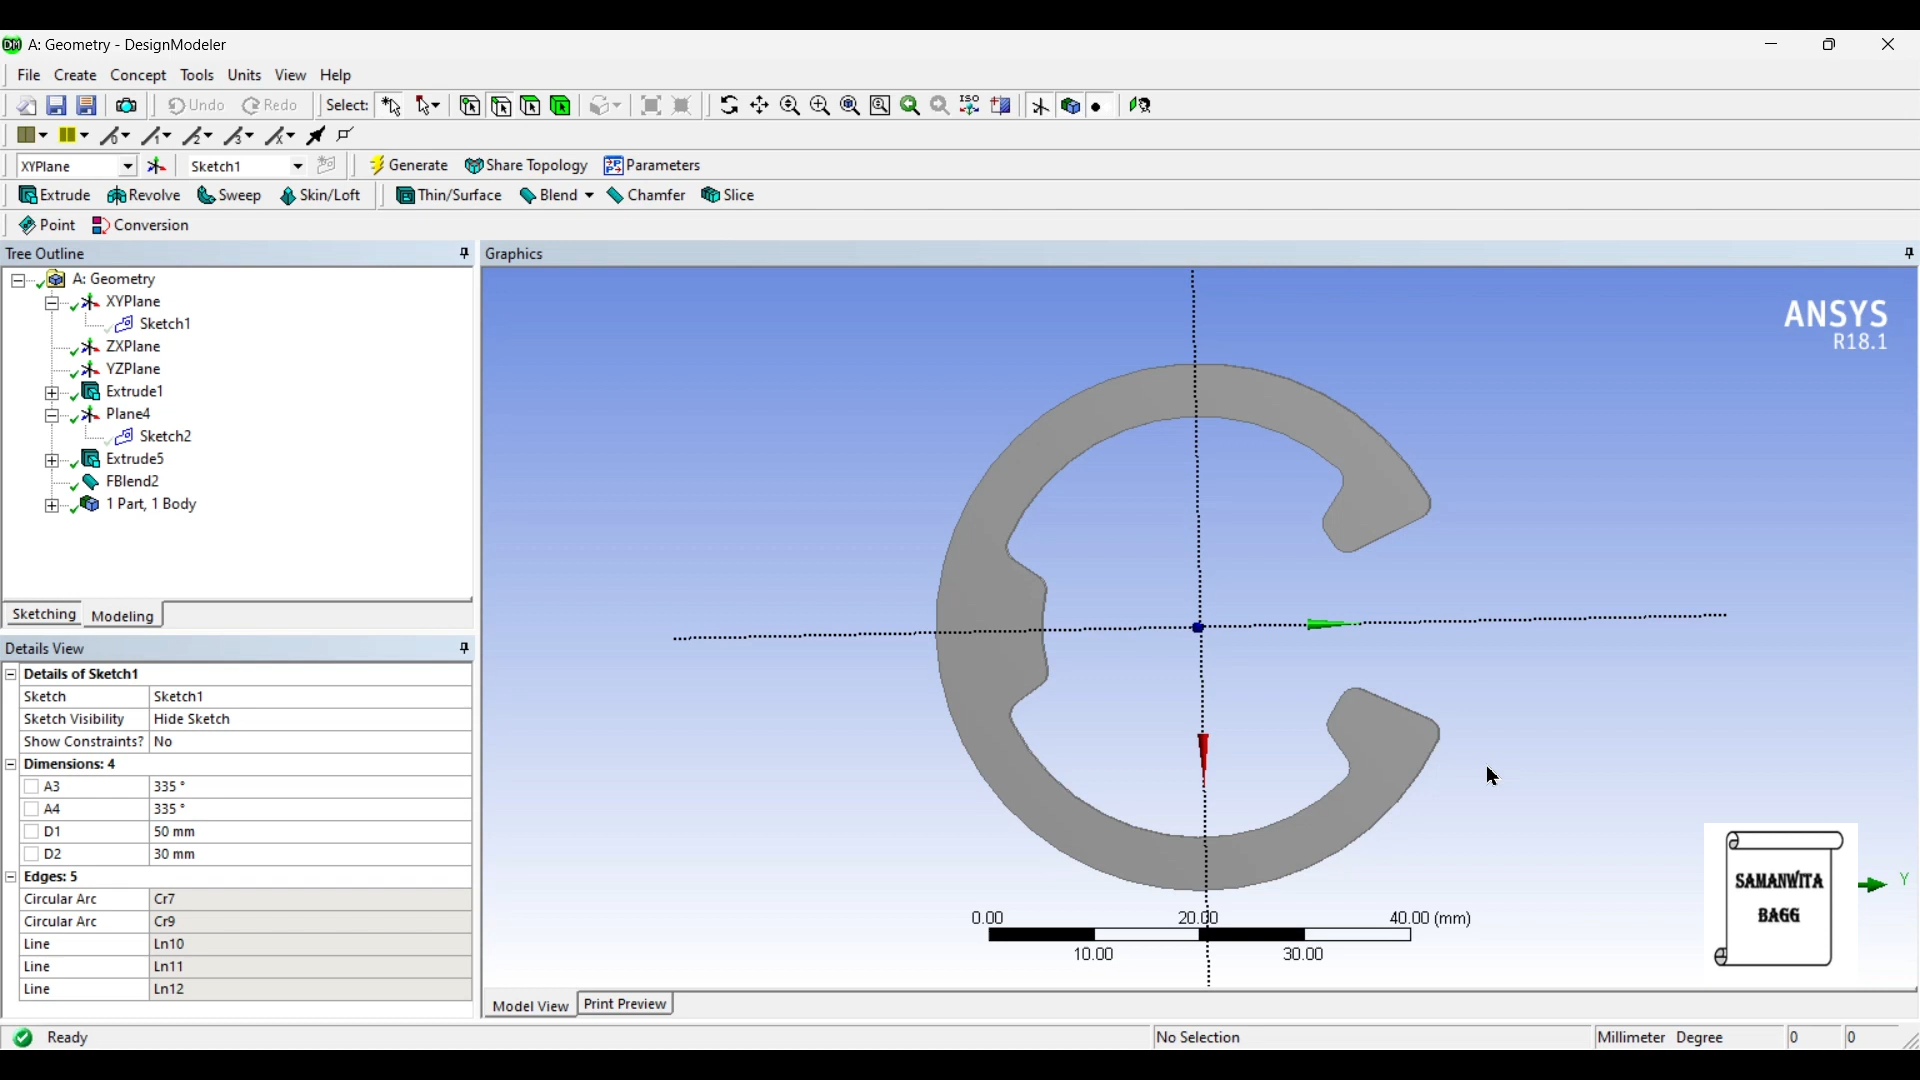 A: Geometry - DesignModeler
File Create Concept Tools Units View Help
Undo Redo Select: ISO
XYPlane Sketch1 Generate Share Topology Parameters
Extrude Revolve Sweep Skin/Loft Thin/Surface Blend Chamfer Slice
Point Conversion
Tree Outline
A: Geometry
XYPlane
Sketch1
ZXPlane
YZPlane
Extrude1
Plane4
Sketch2
Extrude5
FBlend2
1 Part, 1 Body
Sketching Modeling
Details View
Details of Sketch1
Sketch Sketch1
Sketch Visibility Hide Sketch
Show Constraints? No
Dimensions: 4
A3 335 °
A4 335 °
D1 50 mm
D2 30 mm
Edges: 5
Circular Arc Cr7
Circular Arc Cr9
Line Ln10
Line Ln11
Line Ln12
Graphics
ANSYS
R18.1
0.00 20.00 40.00 (mm)
10.00 30.00
SAMANWITA
BAGG
Y
Model View Print Preview
Ready No Selection Millimeter Degree 0 0